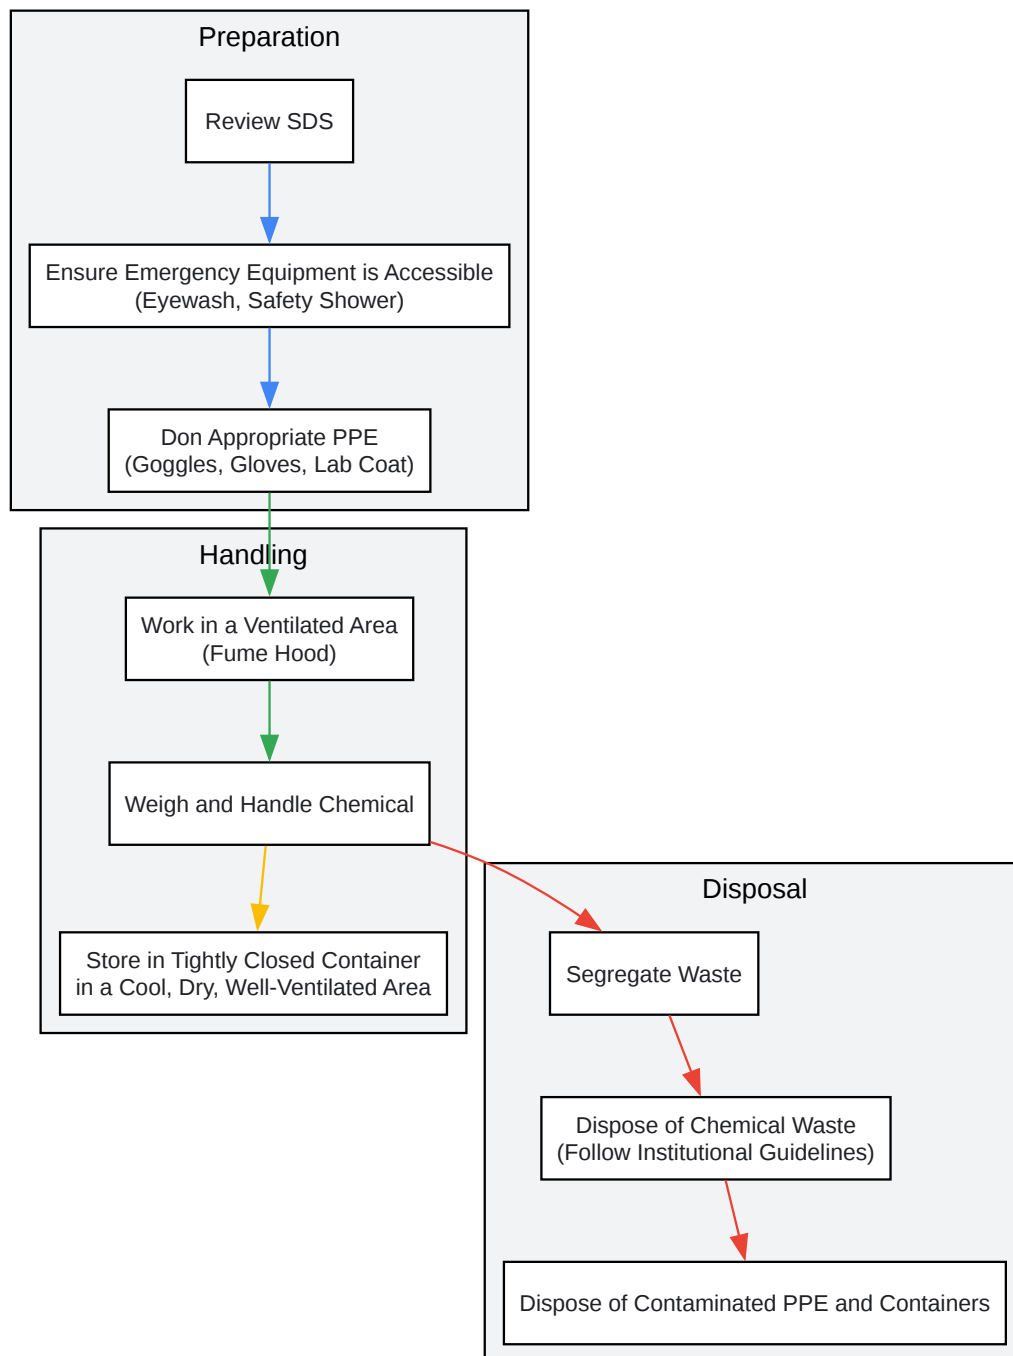 Preparation
Review SDS
Ensure Emergency Equipment is Accessible
(Eyewash, Safety Shower)
Don Appropriate PPE
(Goggles, Gloves, Lab Coat)
Handling
Work in a Ventilated Area
(Fume Hood)
Weigh and Handle Chemical
Store in Tightly Closed Container
in a Cool, Dry, Well-Ventilated Area
Disposal
Segregate Waste
Dispose of Chemical Waste
(Follow Institutional Guidelines)
Dispose of Contaminated PPE and Containers